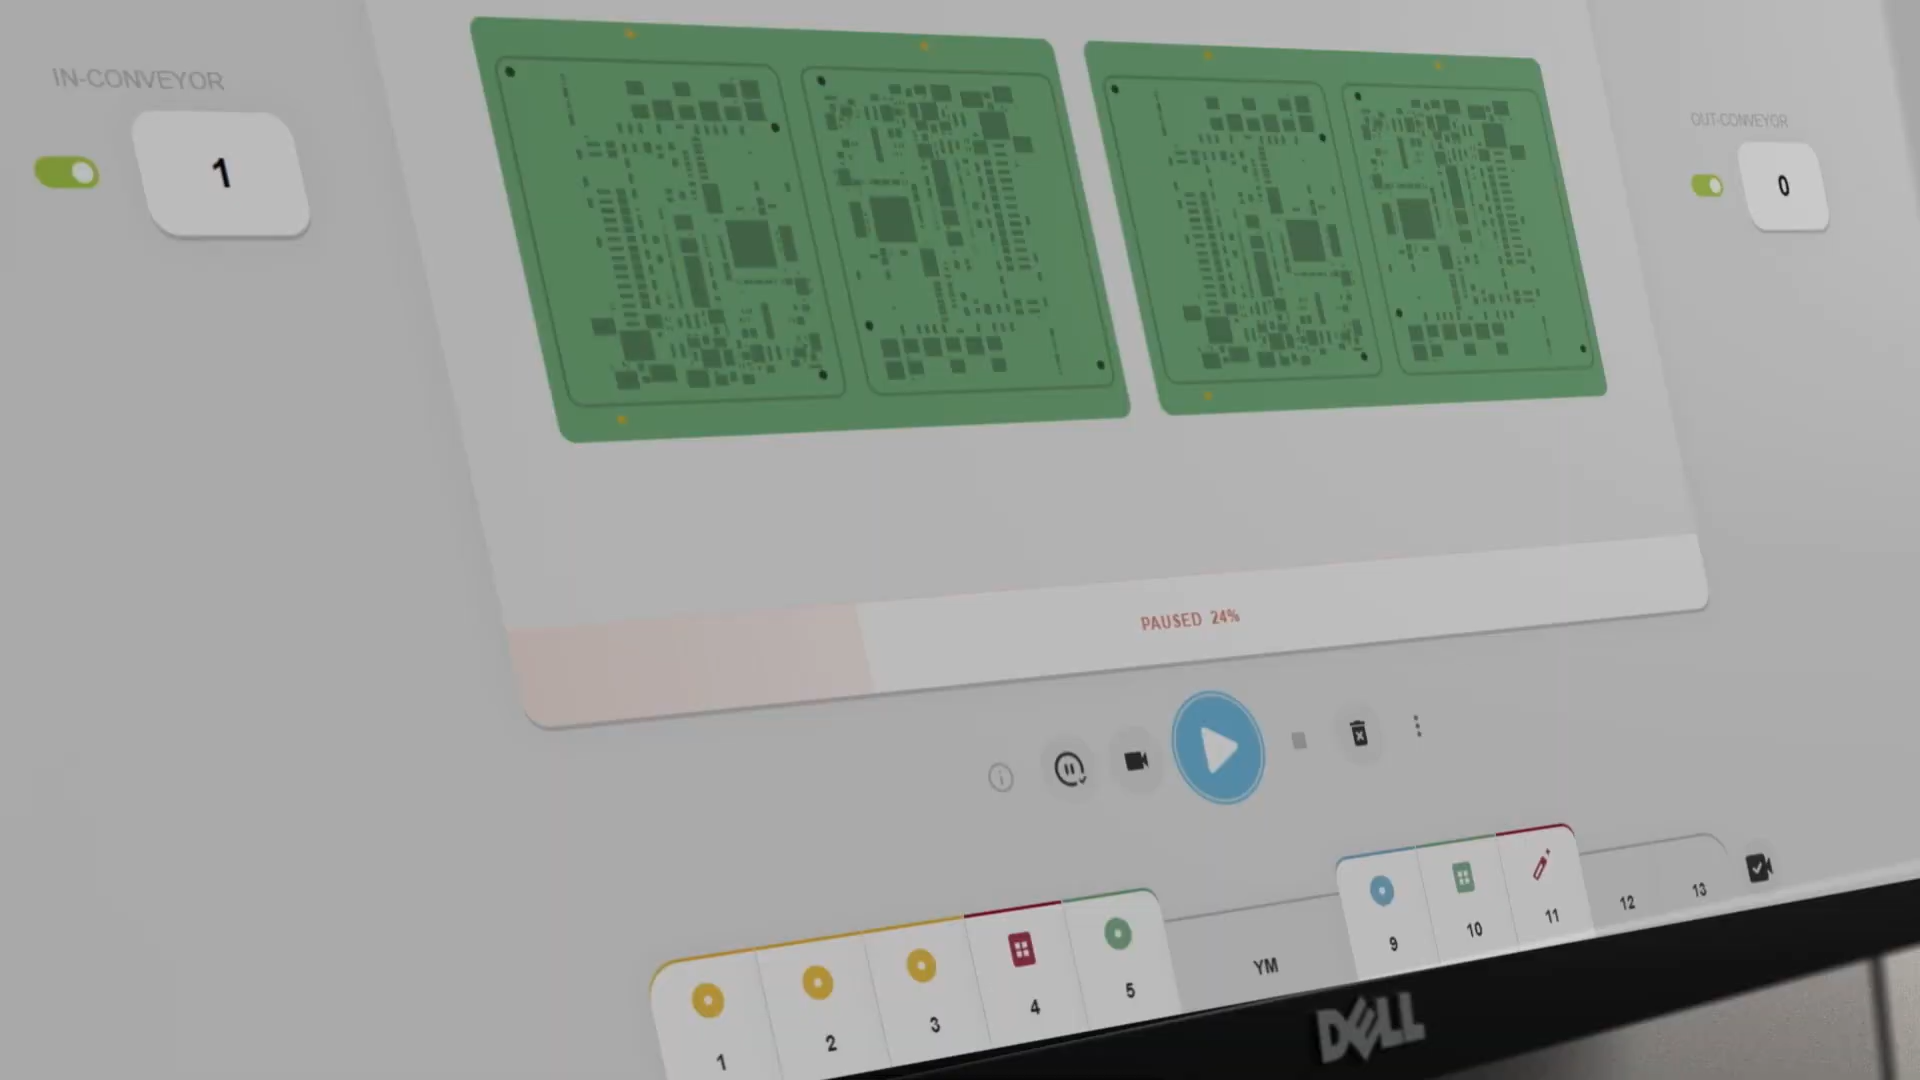 IN-CONVEYOR
1
OUT-CONVEYOR
0
PAUSED 24%
1
2
3
4
5
YM
9
10
11
12
13
DELL